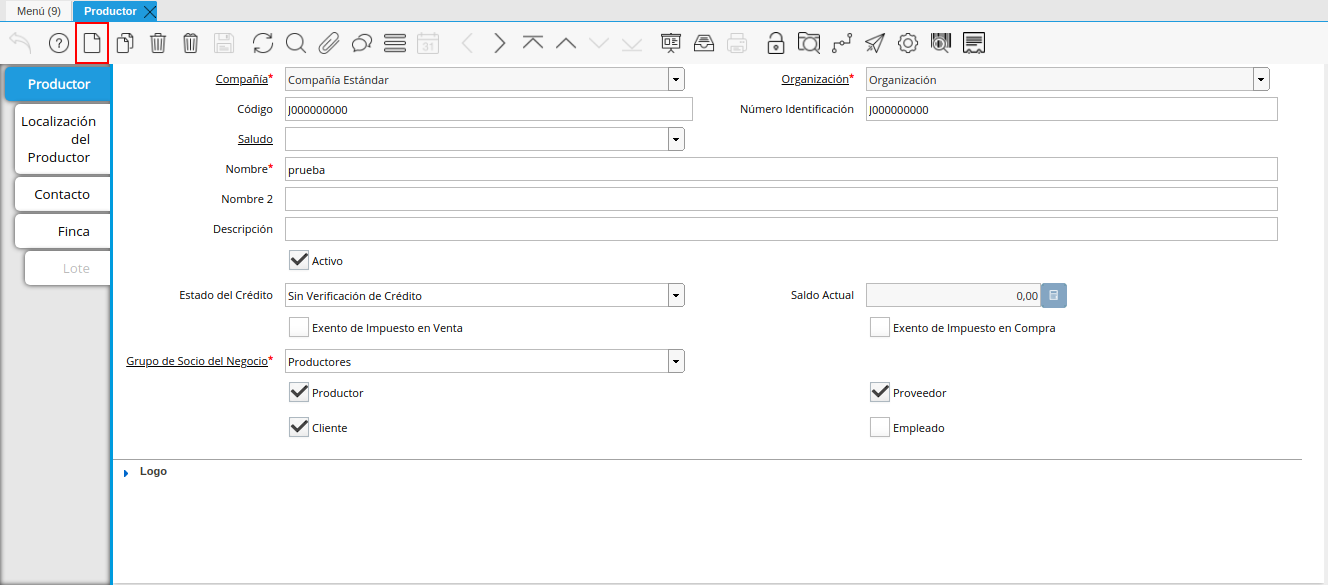 Menú (9) Productor
31
Productor
Localización
del
Productor
Contacto
Finca
Lote
Compañía* Compañía Estándar Organización* Organización
Código J000000000 Número Identificación J000000000
Saludo
Nombre* prueba
Nombre 2
Descripción
Activo
Estado del Crédito Sin Verificación de Crédito Saldo Actual 0,00
Exento de Impuesto en Venta Exento de Impuesto en Compra
Grupo de Socio del Negocio* Productores
Productor Proveedor
Cliente Empleado
Logo